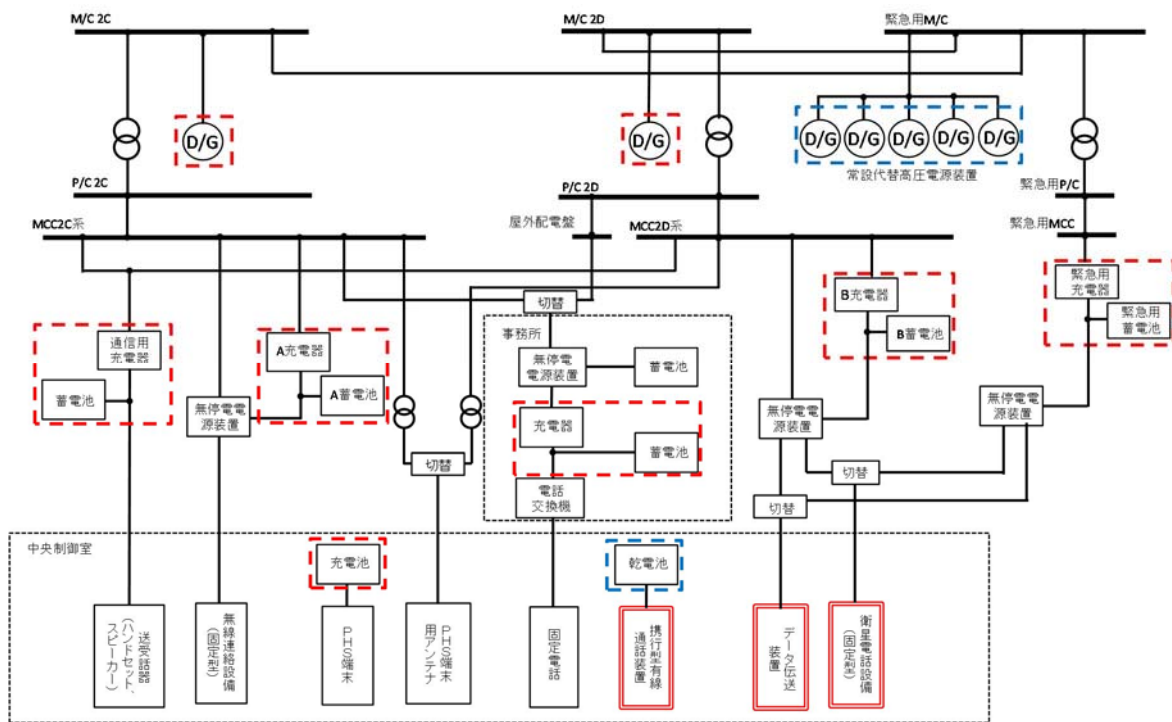 M/C 2C
M/C 2D
緊急用M/C
D/G
D/G
D/G
D/G
D/G
D/G
D/G
常設代替高圧電源装置
P/C 2C
P/C 2D
緊急用P/C
MCC2C系
屋外配電盤
MCC2D系
緊急用MCC
通信用
充電器
蓄電池
無停電電
源装置
A充電器
A蓄電池
切替
切替
事務所
無停電
電源装置
蓄電池
充電器
蓄電池
電話
交換機
B充電器
B蓄電池
無停電電
源装置
緊急用
充電器
緊急用
蓄電池
無停電電
源装置
切替
切替
中央制御室
充電池
乾電池
送受話器
(ハンドセット、
スピーカー)
無線連絡設備
(固定型)
PHS端末
PHS端末
用アンテナ
固定電話
携行型有線
通話装置
データ伝送
装置
衛星電話設備
(固定型)